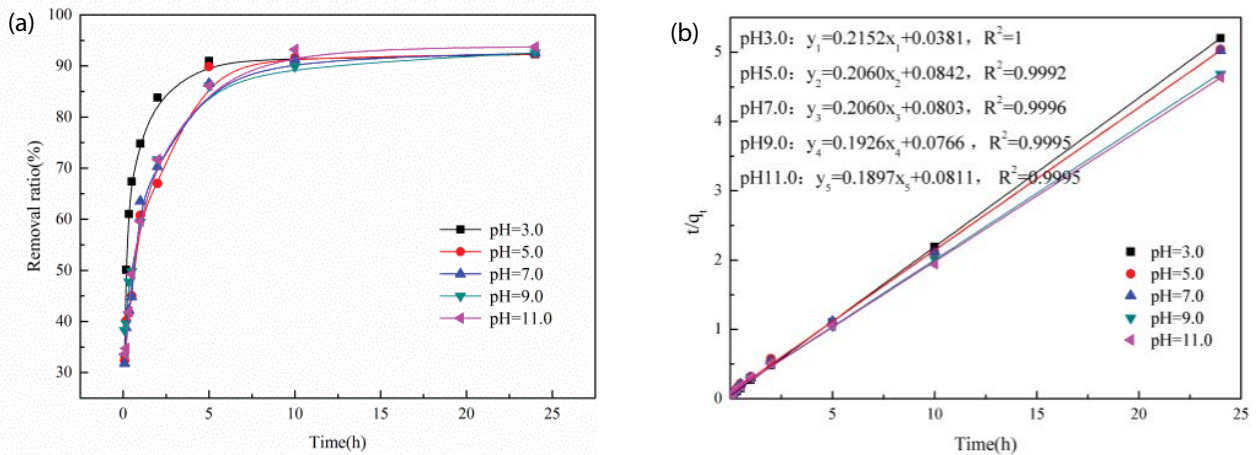 (a)
100
90
80
70
60
50
40
30
Removal ratio(%)
0 5 10 15 20 25
Time(h)
pH=3.0
pH=5.0
pH=7.0
pH=9.0
pH=11.0
(b)
pH3.0：y₁=0.2152x₁+0.0381，R²=1
pH5.0：y₂=0.2060x₂+0.0842，R²=0.9992
pH7.0：y₃=0.2060x₃+0.0803，R²=0.9996
pH9.0：y₄=0.1926x₄+0.0766 ，R²=0.9995
pH11.0：y₅=0.1897x₅+0.0811， R²=0.9995
5
4
3
2
1
0
t/qₜ
5 10 15 20 25
Time(h)
pH=3.0
pH=5.0
pH=7.0
pH=9.0
pH=11.0